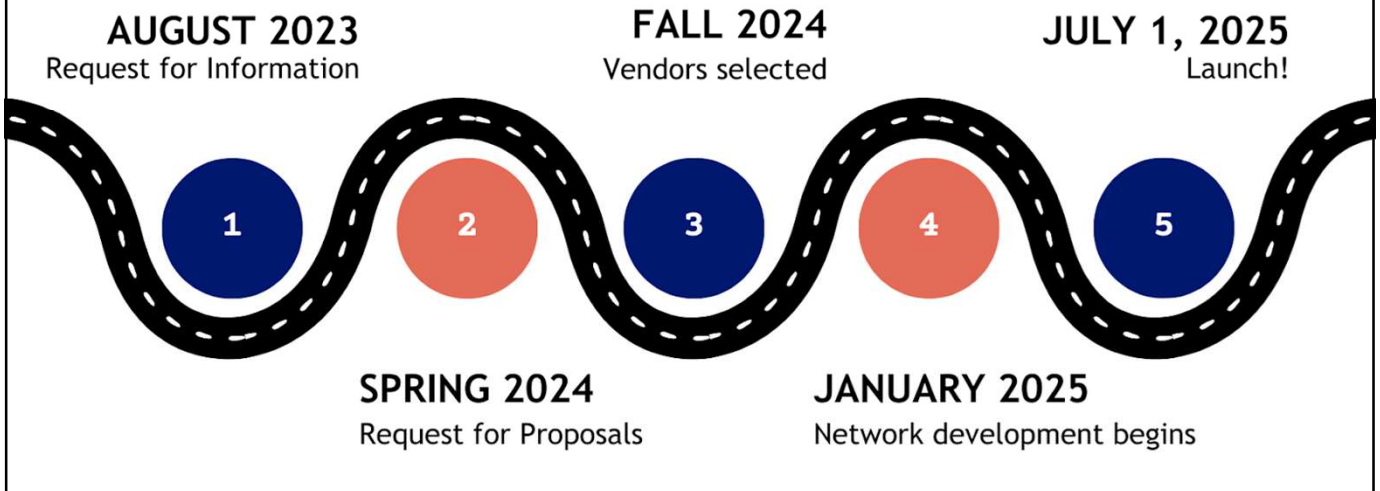 AUGUST 2023
Request for Information
FALL 2024
Vendors selected
JULY 1, 2025
Launch!
1
2
3
4
5
SPRING 2024
Request for Proposals
JANUARY 2025
Network development begins